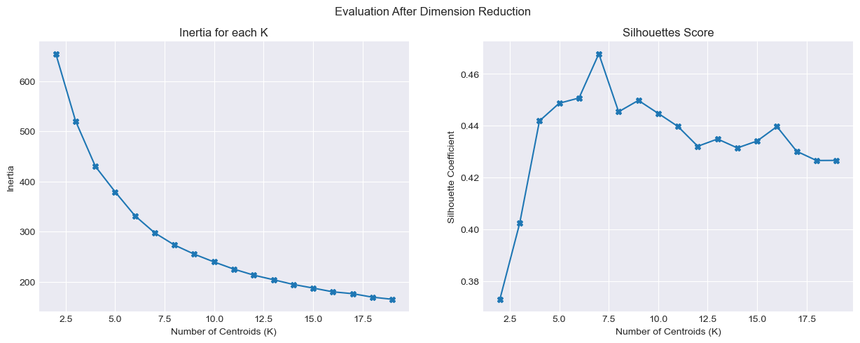 Evaluation After Dimension Reduction
Inertia for each K
600
500
400
300
200
Inertia
2.5 5.0 7.5 10.0 12.5 15.0 17.5
Number of Centroids (K)
Silhouettes Score
0.46
0.44
0.42
0.40
0.38
Silhouette Coefficient
2.5 5.0 7.5 10.0 12.5 15.0 17.5
Number of Centroids (K)